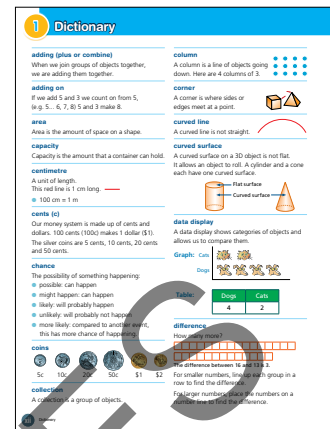 1 Dictionary
adding (plus or combine)
When we join groups of objects together,
we are adding them together.
adding on
If we add 5 and 3 we count on from 5,
(e.g. 5... 6, 7, 8) 5 and 3 make 8.
area
Area is the amount of space on a shape.
capacity
Capacity is the amount that a container can hold.
centimetre
A unit of length.
This red line is 1 cm long.
100 cm = 1 m
cents (c)
Our money system is made up of cents and
dollars. 100 cents (100c) makes 1 dollar ($1).
The silver coins are 5 cents, 10 cents, 20 cents
and 50 cents.
chance
The possibility of something happening:
possible: can happen
might happen: can happen
likely: will probably happen
unlikely: will probably not happen
more likely: compared to another event,
this has more chance of happening.
coins
5c 10c 20c 50c $1 $2
collection
A collection is a group of objects.
column
A column is a line of objects going
down. Here are 4 columns of 3.
corner
A corner is where sides or
edges meet at a point.
curved line
A curved line is not straight.
curved surface
A curved surface on a 3D object is not flat.
It allows an object to roll. A cylinder and a cone
each have one curved surface.
Flat surface
Curved surface
data display
A data display shows categories of objects and
allows us to compare them.
Graph: Cats
Dogs
Table:
Dogs Cats
4 2
difference
How many more?
The difference between 16 and 13 is 3.
For smaller numbers, line up each group in a
row to find the difference.
For larger numbers, place the numbers on a
number line to find the difference.
Dictionary